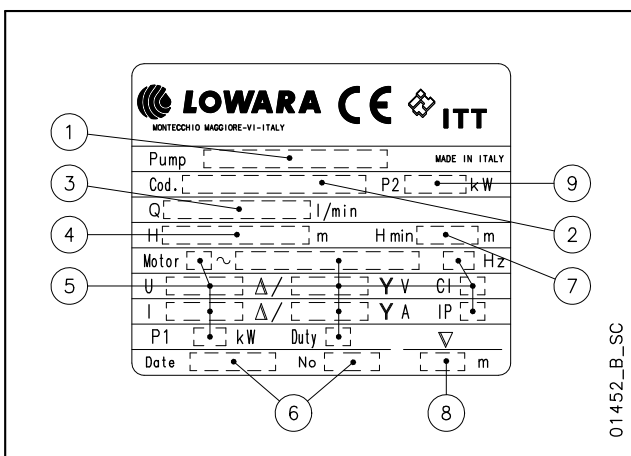 LOWARA CE ITT
MONTECCHIO MAGGIORE-VI-ITALY
1
Pump MADE IN ITALY
3 Cod. P2 kW 9
Q l/min
4 H m H min m 2
Motor ~ Hz 7
5 U Δ/ Y V Cl
I Δ/ Y A IP
P1 kW Duty ▽
Date No m
6 8
01452_B_SC